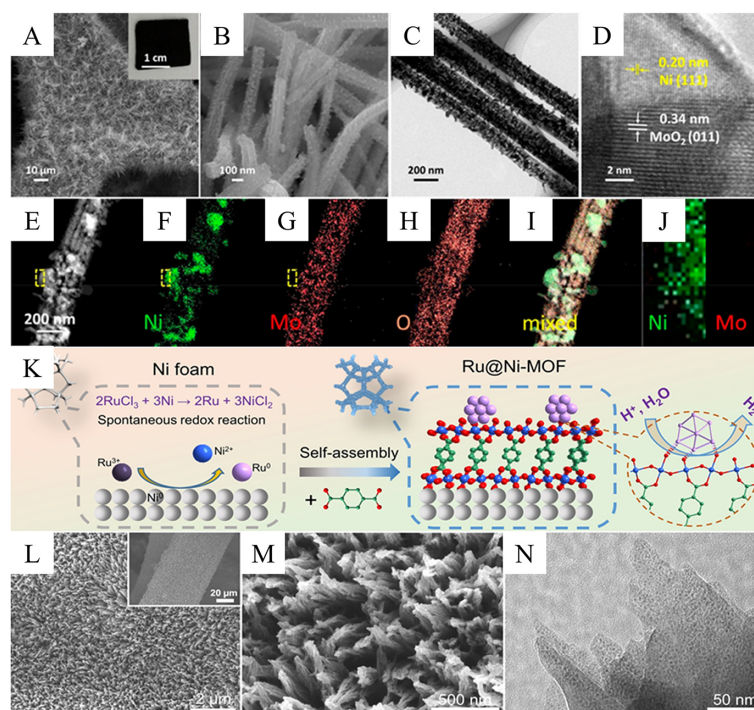 A
B
C
D
1 cm
0.20 nm
Ni (111)
0.34 nm
MoO2 (011)
10 μm
100 nm
200 nm
2 nm
E
F
G
H
I
J
200 nm
Ni
Mo
O
mixed
Ni
Mo
K
Ni foam
Ru@Ni-MOF
2RuCl3 + 3Ni → 2Ru + 3NiCl2
Spontaneous redox reaction
H+, H2O
Ni2+
Self-assembly
Ru3+
Ru0
Ni0
+
L
M
N
20 μm
2 μm
500 nm
50 nm